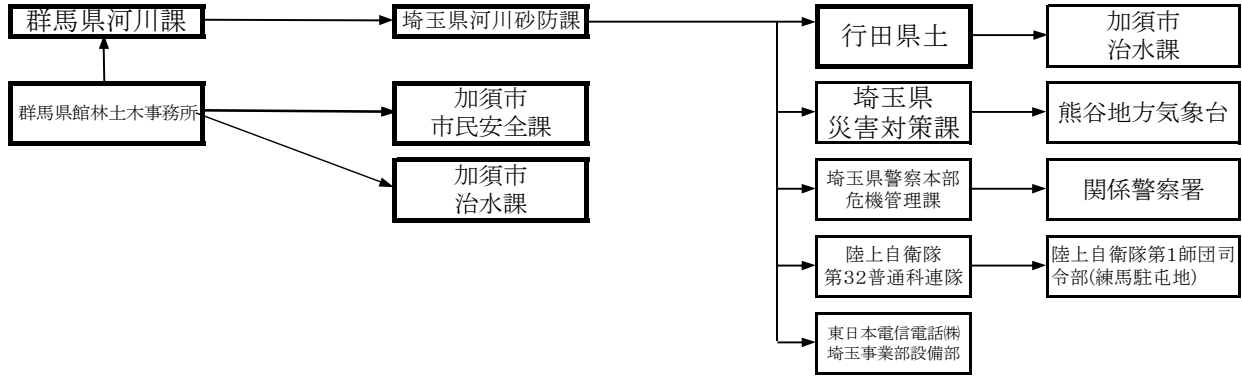 群馬県河川課
埼玉県河川砂防課
行田県土
加須市
治水課
群馬県館林土木事務所
加須市
市民安全課
埼玉県
災害対策課
熊谷地方気象台
加須市
治水課
埼玉県警察本部
危機管理課
関係警察署
陸上自衛隊
第32普通科連隊
陸上自衛隊第1師団司
令部(練馬駐屯地)
東日本電信電話㈱
埼玉事業部設備部